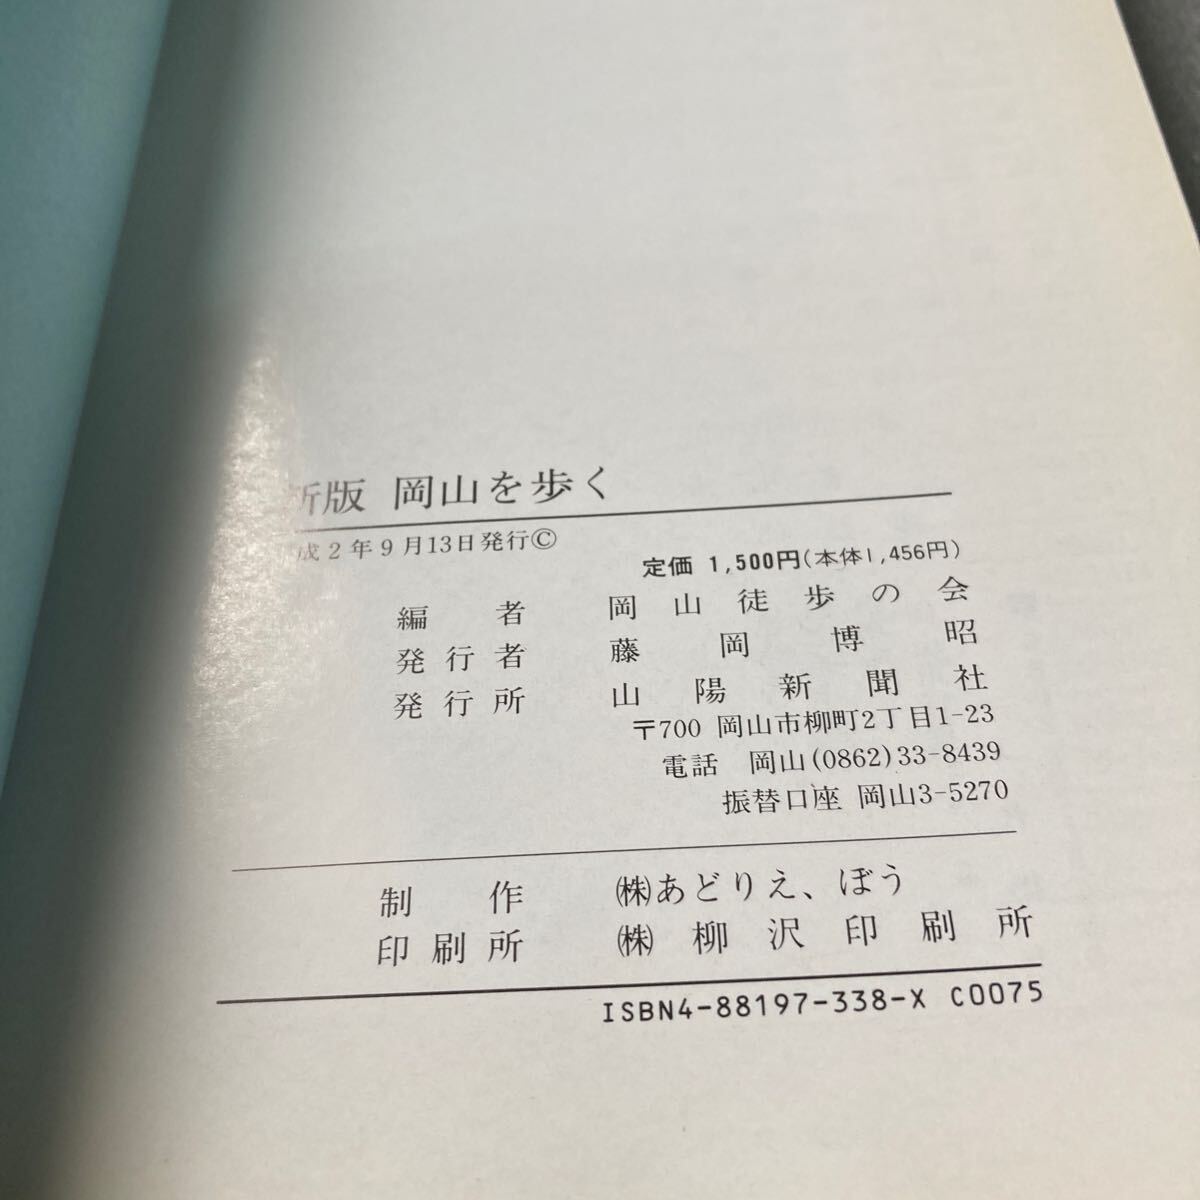 新版 岡山を歩く
成2年9月13日発行©
定価 1,500円(本体1,456円)
編者 岡山徒歩の会
発行者 藤岡博昭
発行所 山陽新聞社
〒700 岡山市柳町2丁目1-23
電話 岡山(0862)33-8439
振替口座 岡山3-5270
制作 ㈱あどりえ、ぼう
印刷所 ㈱柳沢印刷所
ISBN4-88197-338-X C0075